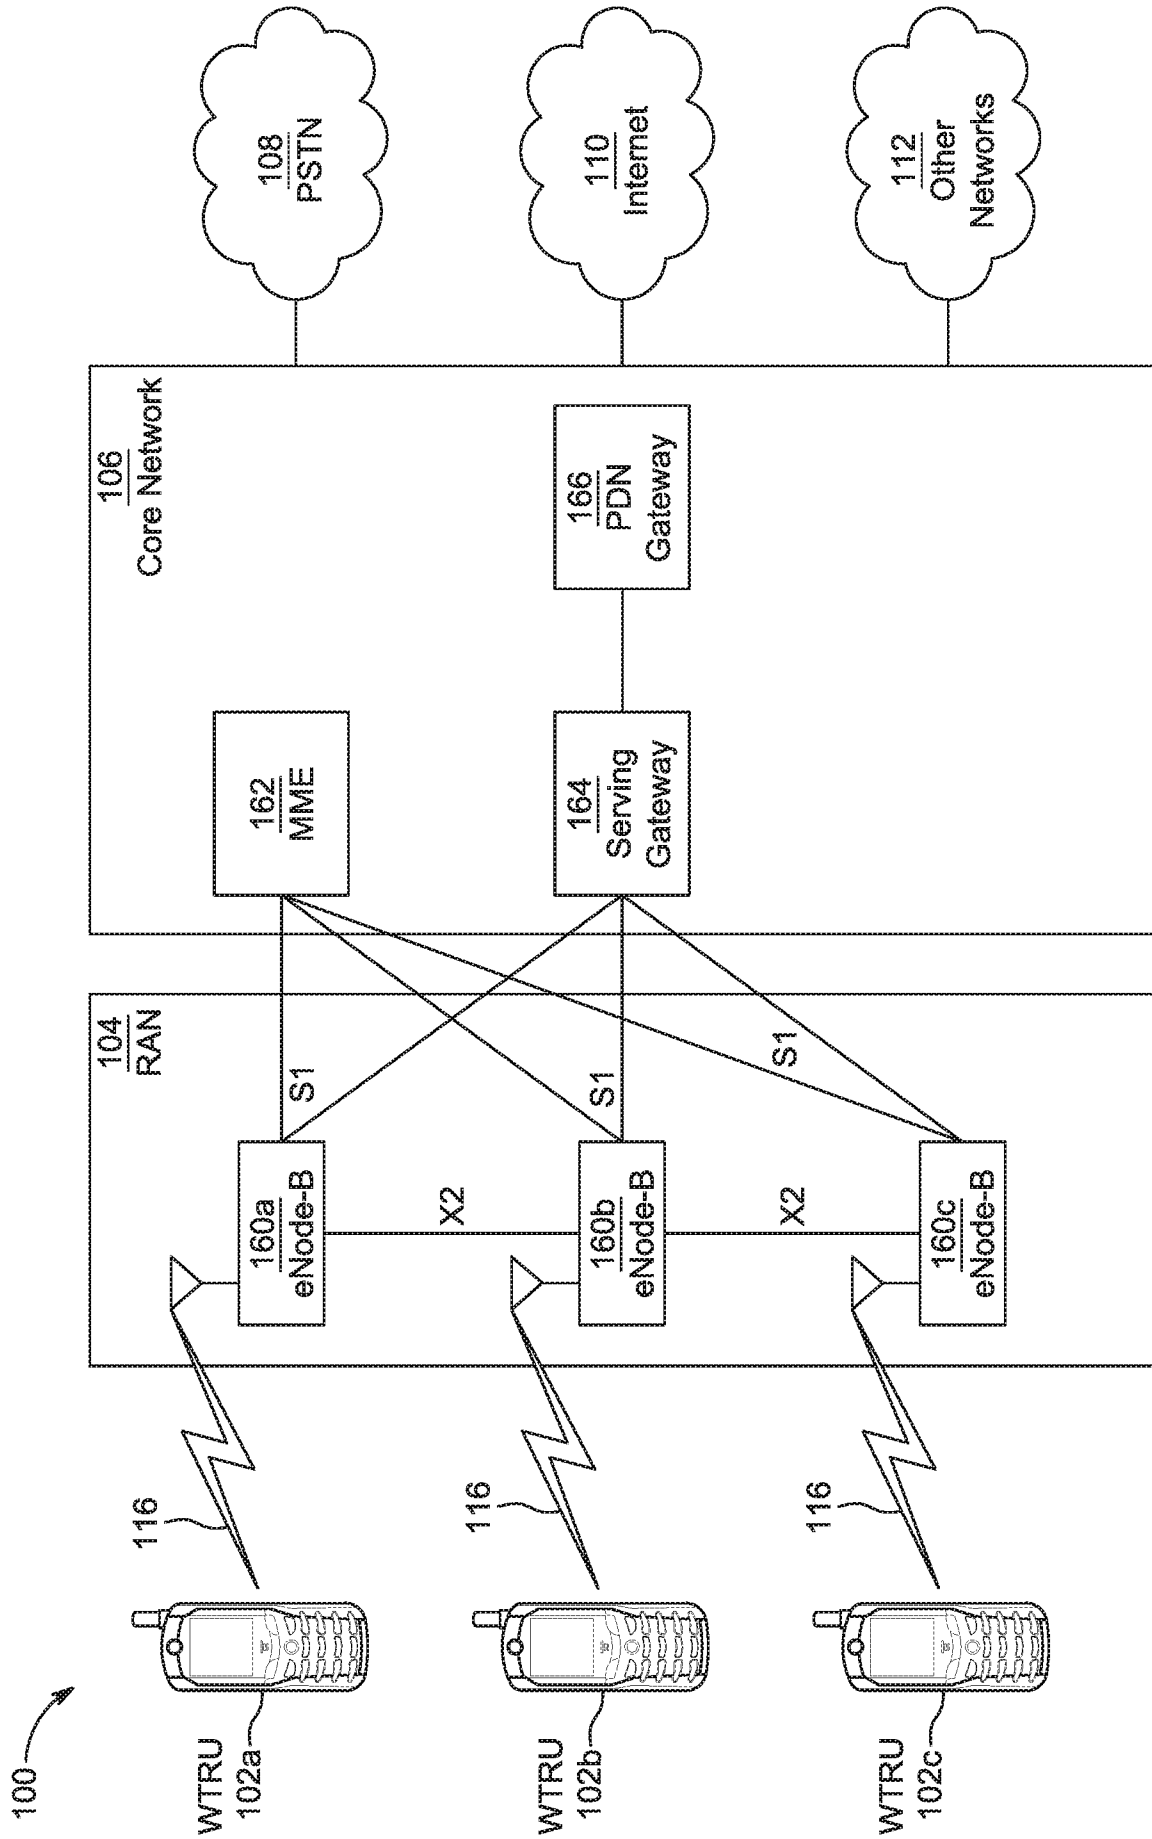 100
WTRU
102a
WTRU
102b
WTRU
102c
116
116
116
104
RAN
160a
eNode-B
160b
eNode-B
160c
eNode-B
X2
X2
S1
S1
S1
106
Core Network
162
MME
164
Serving
Gateway
166
PDN
Gateway
108
PSTN
110
Internet
112
Other
Networks